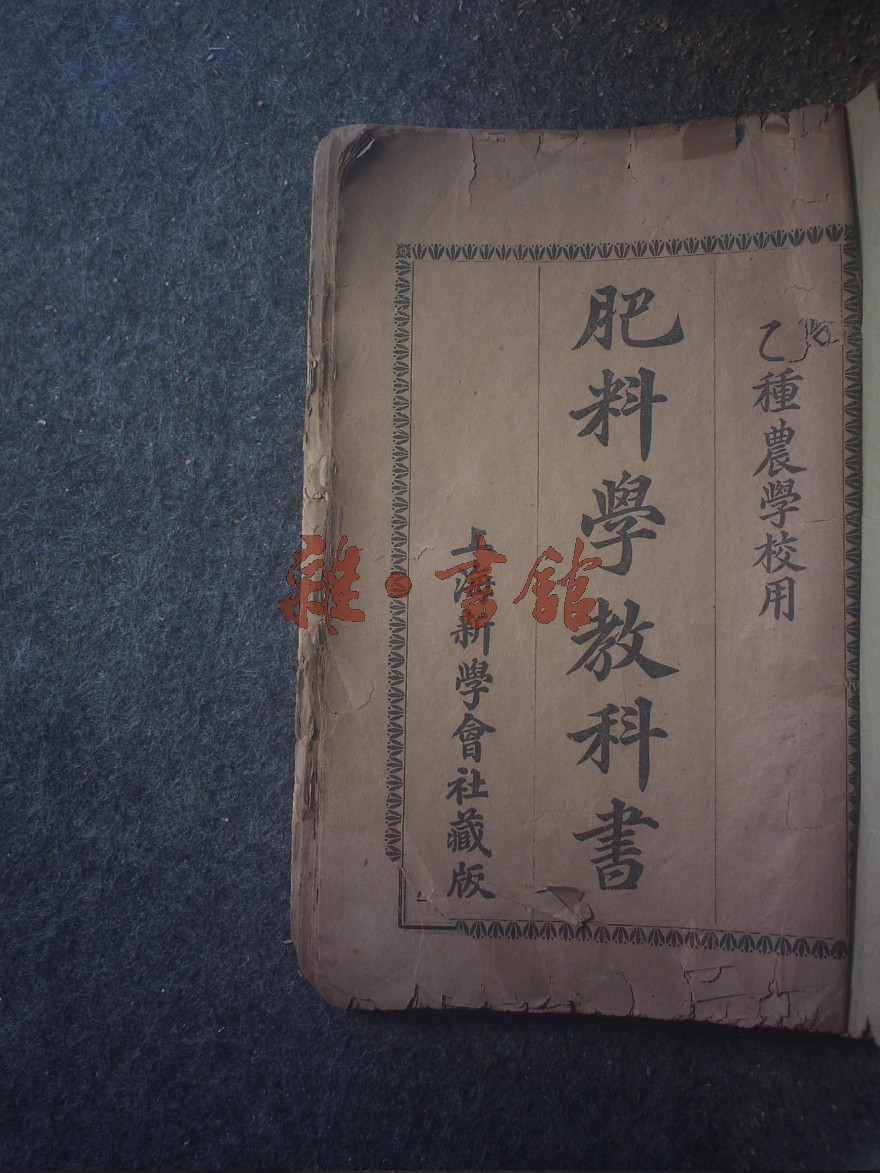 乙種農學校用
肥料學教科書
上海新學會社藏版
雜·書館